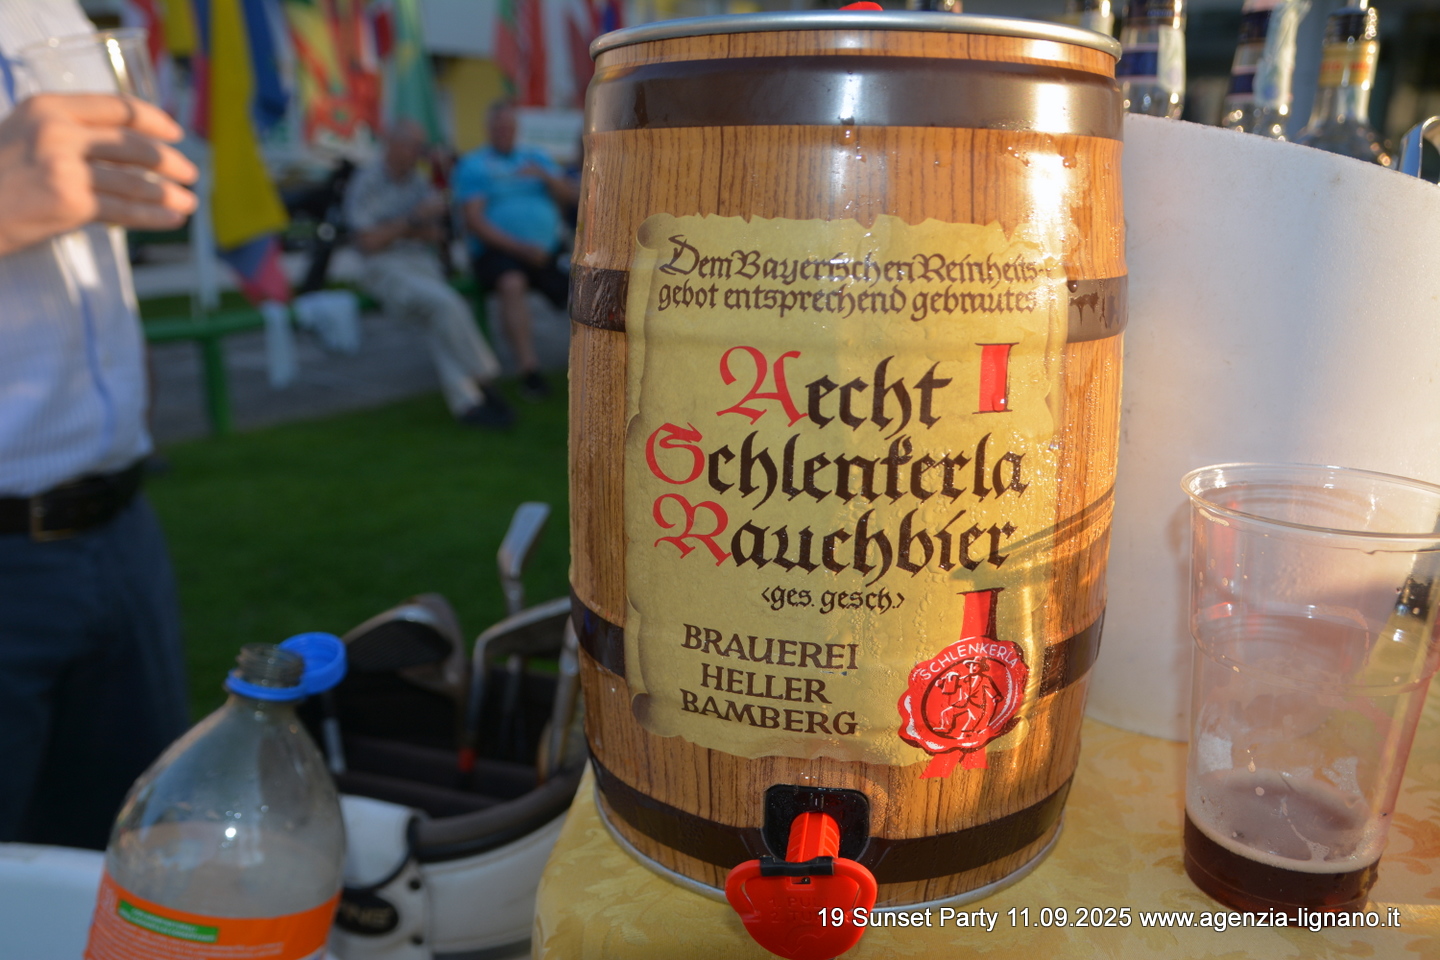 Dem Bayerischen Reinheits-
gebot entsprechend gebrautes
Aecht
Schlenkerla
Rauchbier
<ges. gesch.>
BRAUEREI
HELLER
BAMBERG
SCHLENKERLA
19 Sunset Party 11.09.2025 www.agenzia-lignano.it